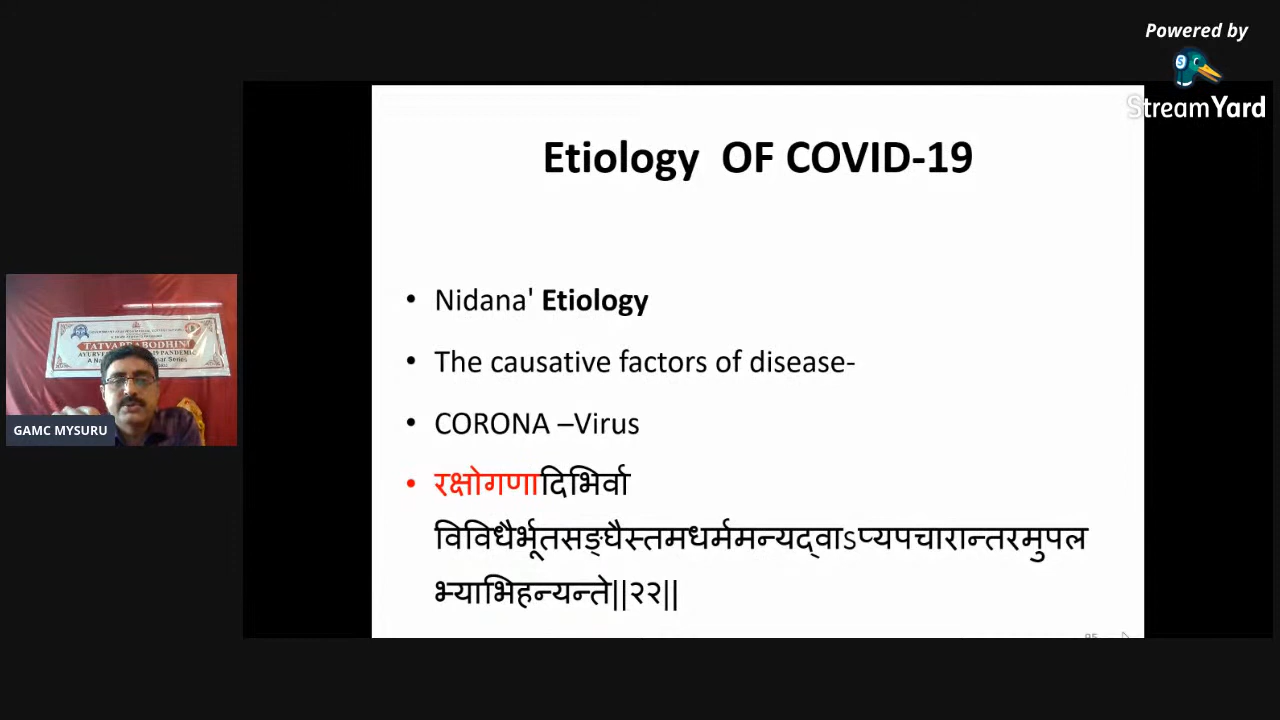 Powered by
StreamYard
Etiology OF COVID-19
• Nidana' Etiology
• The causative factors of disease-
• CORONA –Virus
• रक्षोगणादिभिर्वा
विविधैर्भूतसङ्घैस्तमधर्ममन्यद्वाऽप्यपचारान्तरमुपल
भ्याभिहन्यन्ते||२२||
TATVAPRABODHINI
GAMC MYSURU